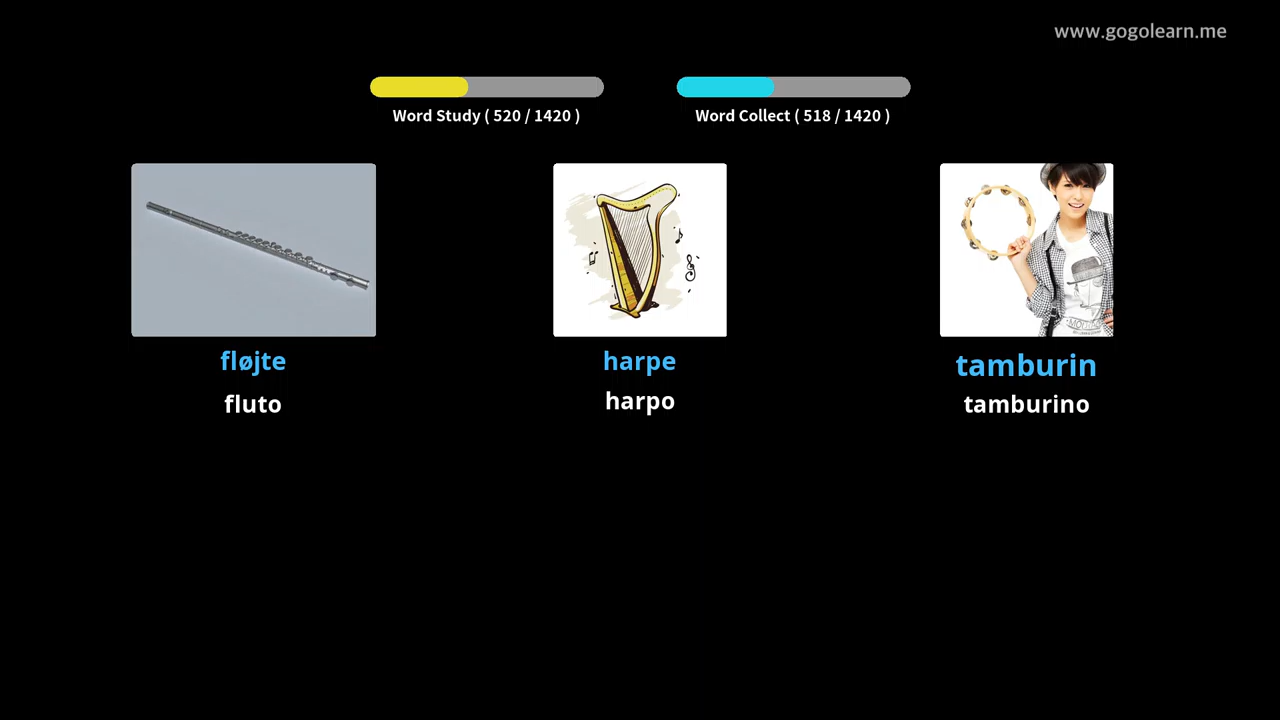 www.gogolearn.me
Word Study ( 520 / 1420 )
Word Collect ( 518 / 1420 )
fløjte
harpe
tamburin
fluto
harpo
tamburino